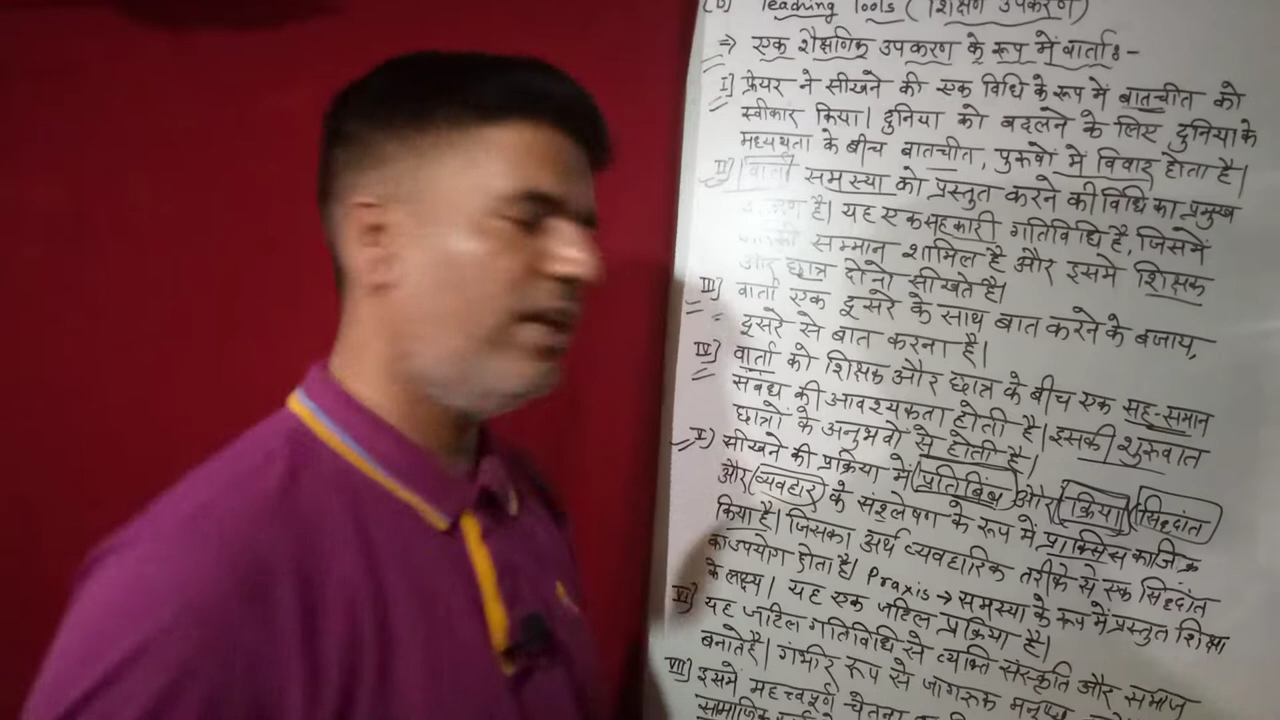 (D) Teaching Tools (शिक्षण उपकरण)
⇒ एक शैक्षणिक उपकरण के रूप में वार्ता:-
I] फ्रेयर ने सीखने की एक विधि के रूप में बातचीत को
स्वीकार किया। दुनिया को बदलने के लिए दुनिया के
मध्यथता के बीच बातचीत, पुरुषों में विचार होता है।
II] वार्ता समस्या को प्रस्तुत करने की विधि का प्रमुख
है। यह एक सहकारी गतिविधि है, जिसमें
सम्मान शामिल है और इसमें शिक्षक
और छात्र दोनो सीखते है।
III] वार्ता एक दूसरे के साथ बात करने के बजाय,
दूसरे से बात करना है।
IV] वार्ता को शिक्षक और छात्र के बीच एक सह-समान
संबंध की आवश्यकता होती है। इसकी शुरुवात
छात्रों के अनुभवो से होती है।
V) सीखने की प्रक्रिया में प्रतिबिंब और क्रिया (सिद्दांत
और व्यवहार) के संश्लेषण के रूप में प्राक्सिस का जिक्र
किया है। जिसका अर्थ व्यवहारिक तरीके से एक सिद्दांत
का उपयोग होता है। Praxis → समस्या के रूप में प्रस्तुत शिक्षा
के लक्ष्य। यह एक जटिल प्रक्रिया है।
VI] यह जटिल गतिविधि से व्यक्ति संस्कृति और समाज
बनाते है। गंभीर रूप से जागरूक मनुष्य
VII] इसमें महत्त्वपूर्ण चेतना
सामाजिक